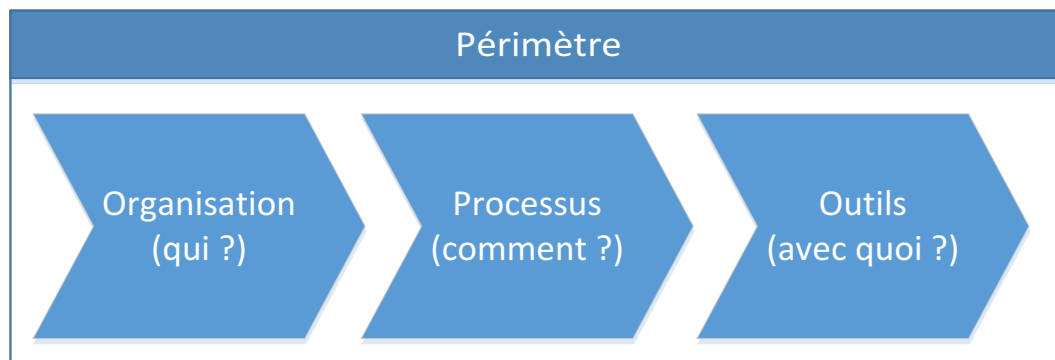 Périmètre
Organisation
(qui ?)
Processus
(comment ?)
Outils
(avec quoi ?)